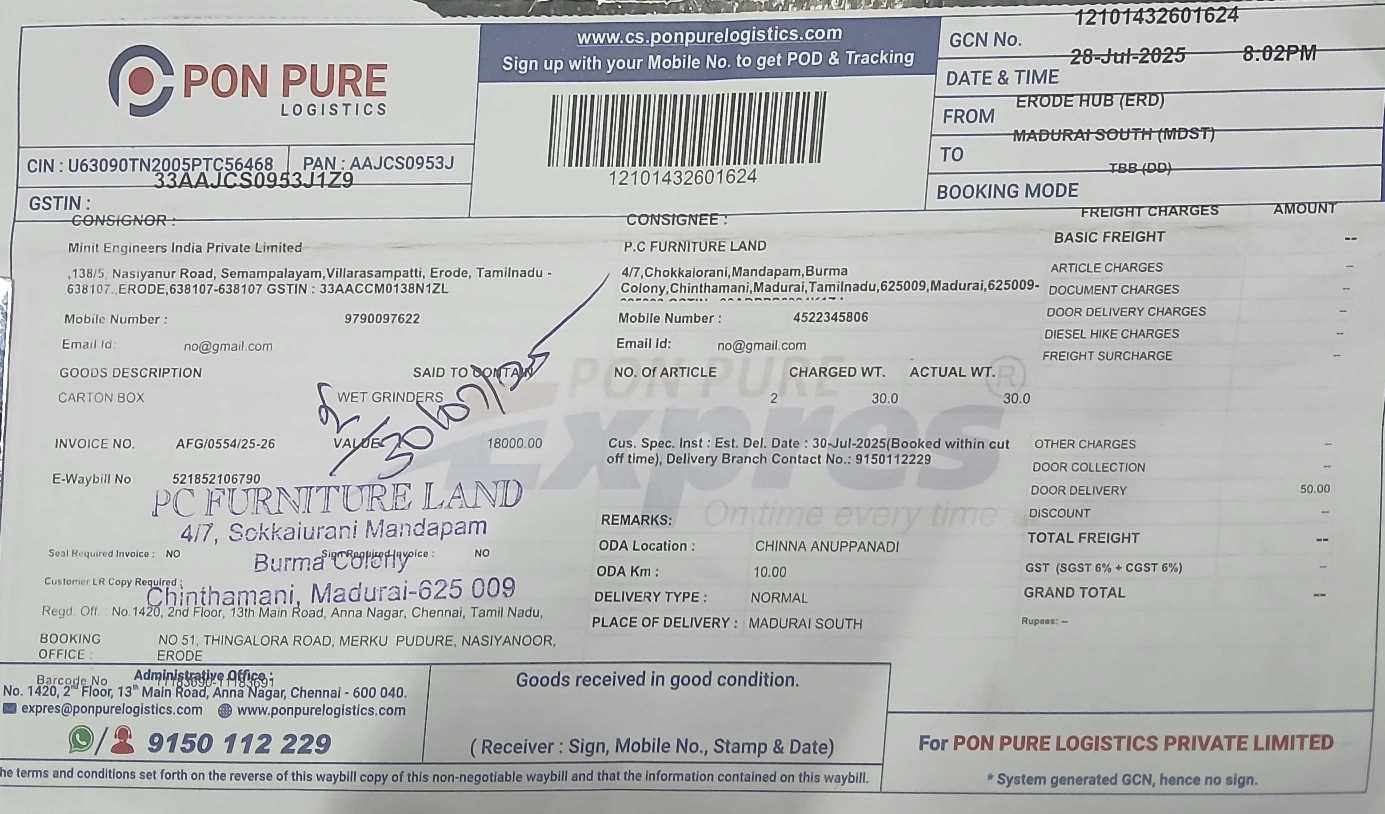 PON PURE
LOGISTICS
CIN : U63090TN2005PTC56468 PAN : AAJCS0953J
33AAJCS0953J1Z9
GSTIN :
www.cs.ponpurelogistics.com
Sign up with your Mobile No. to get POD & Tracking
12101432601624
12101432601624
GCN No.
28-Jul-2025 8:02PM
DATE & TIME
ERODE HUB (ERD)
FROM
MADURAI SOUTH (MDST)
TO
TBB (DD)
BOOKING MODE
CONSIGNOR :
Minit Engineers India Private Limited
,138/5, Nasiyanur Road, Semampalayam,Villarasampatti, Erode, Tamilnadu -
638107.,ERODE,638107-638107 GSTIN : 33AACCM0138N1ZL
Mobile Number : 9790097622
Email Id: no@gmail.com
CONSIGNEE :
P.C FURNITURE LAND
4/7,Chokkaiorani,Mandapam,Burma
Colony,Chinthamani,Madurai,Tamilnadu,625009,Madurai,625009-
Mobile Number : 4522345806
Email Id: no@gmail.com
FREIGHT CHARGES AMOUNT
BASIC FREIGHT --
ARTICLE CHARGES --
DOCUMENT CHARGES --
DOOR DELIVERY CHARGES --
DIESEL HIKE CHARGES --
FREIGHT SURCHARGE --
GOODS DESCRIPTION SAID TO CONTAIN
CARTON BOX WET GRINDERS
NO. Of ARTICLE CHARGED WT. ACTUAL WT.
2 30.0 30.0
30/07/25
PON PURE
Expres
On time every time
INVOICE NO. AFG/0554/25-26 VALUE 18000.00
E-Waybill No 521852106790
PC FURNITURE LAND
4/7, Sokkaiurani Mandapam
Burma Colony
Chinthamani, Madurai-625 009
Seal Required Invoice : NO Sign Required Invoice : NO
Customer LR Copy Required :
Regd. Off. : No.1420, 2nd Floor, 13th Main Road, Anna Nagar, Chennai, Tamil Nadu,
BOOKING OFFICE : NO 51, THINGALORA ROAD, MERKU PUDURE, NASIYANOOR,
ERODE
Cus. Spec. Inst : Est. Del. Date : 30-Jul-2025(Booked within cut
off time), Delivery Branch Contact No.: 9150112229
REMARKS:
ODA Location : CHINNA ANUPPANADI
ODA Km : 10.00
DELIVERY TYPE : NORMAL
PLACE OF DELIVERY : MADURAI SOUTH
OTHER CHARGES --
DOOR COLLECTION --
DOOR DELIVERY 50.00
DISCOUNT --
TOTAL FREIGHT --
GST (SGST 6% + CGST 6%) --
GRAND TOTAL --
Rupees: --
Barcode No 11183690-11183691
Administrative Office :
No. 1420, 2nd Floor, 13th Main Road, Anna Nagar, Chennai - 600 040.
expres@ponpurelogistics.com www.ponpurelogistics.com
9150 112 229
Goods received in good condition.
( Receiver : Sign, Mobile No., Stamp & Date)
For PON PURE LOGISTICS PRIVATE LIMITED
* System generated GCN, hence no sign.
he terms and conditions set forth on the reverse of this waybill copy of this non-negotiable waybill and that the information contained on this waybill.